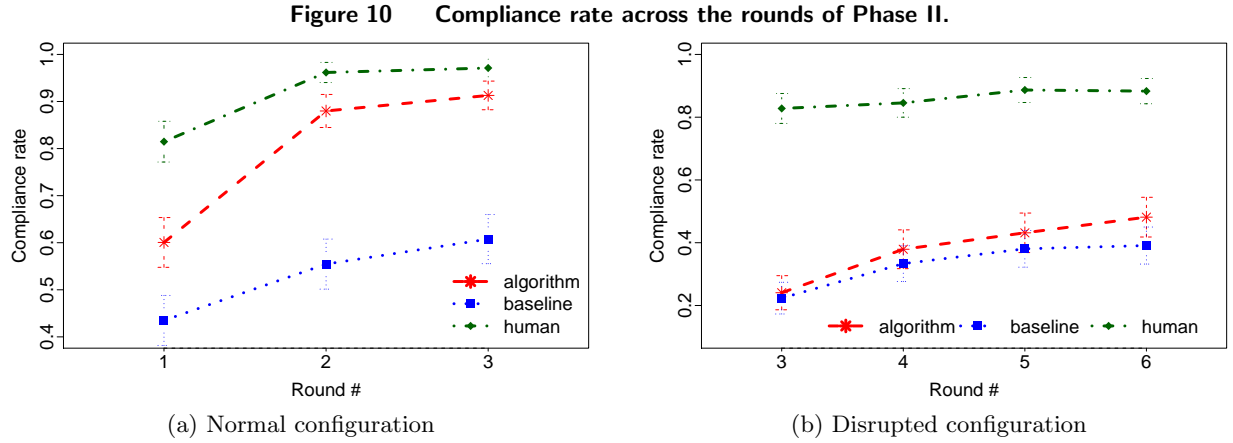 Figure 10 Compliance rate across the rounds of Phase II.
Compliance rate
1.0
0.9
0.8
0.7
0.6
0.5
0.4
algorithm
baseline
human
1 2 3
Round #
(a) Normal configuration
Compliance rate
1.0
0.8
0.6
0.4
0.2
algorithm baseline human
3 4 5 6
Round #
(b) Disrupted configuration